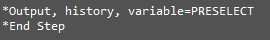 *Output, history, variable=PRESELECT
*End Step